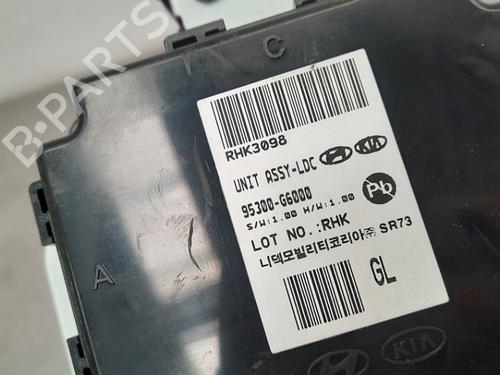 B-PARTS
C
A
RHK3098
UNIT ASSY-LDC KIA
95300-G6000
S/W:1.00 H/W:1.00 Pb
LOT NO.:RHK
니덱모빌리티코리아㈜ SR73
GL
KIA